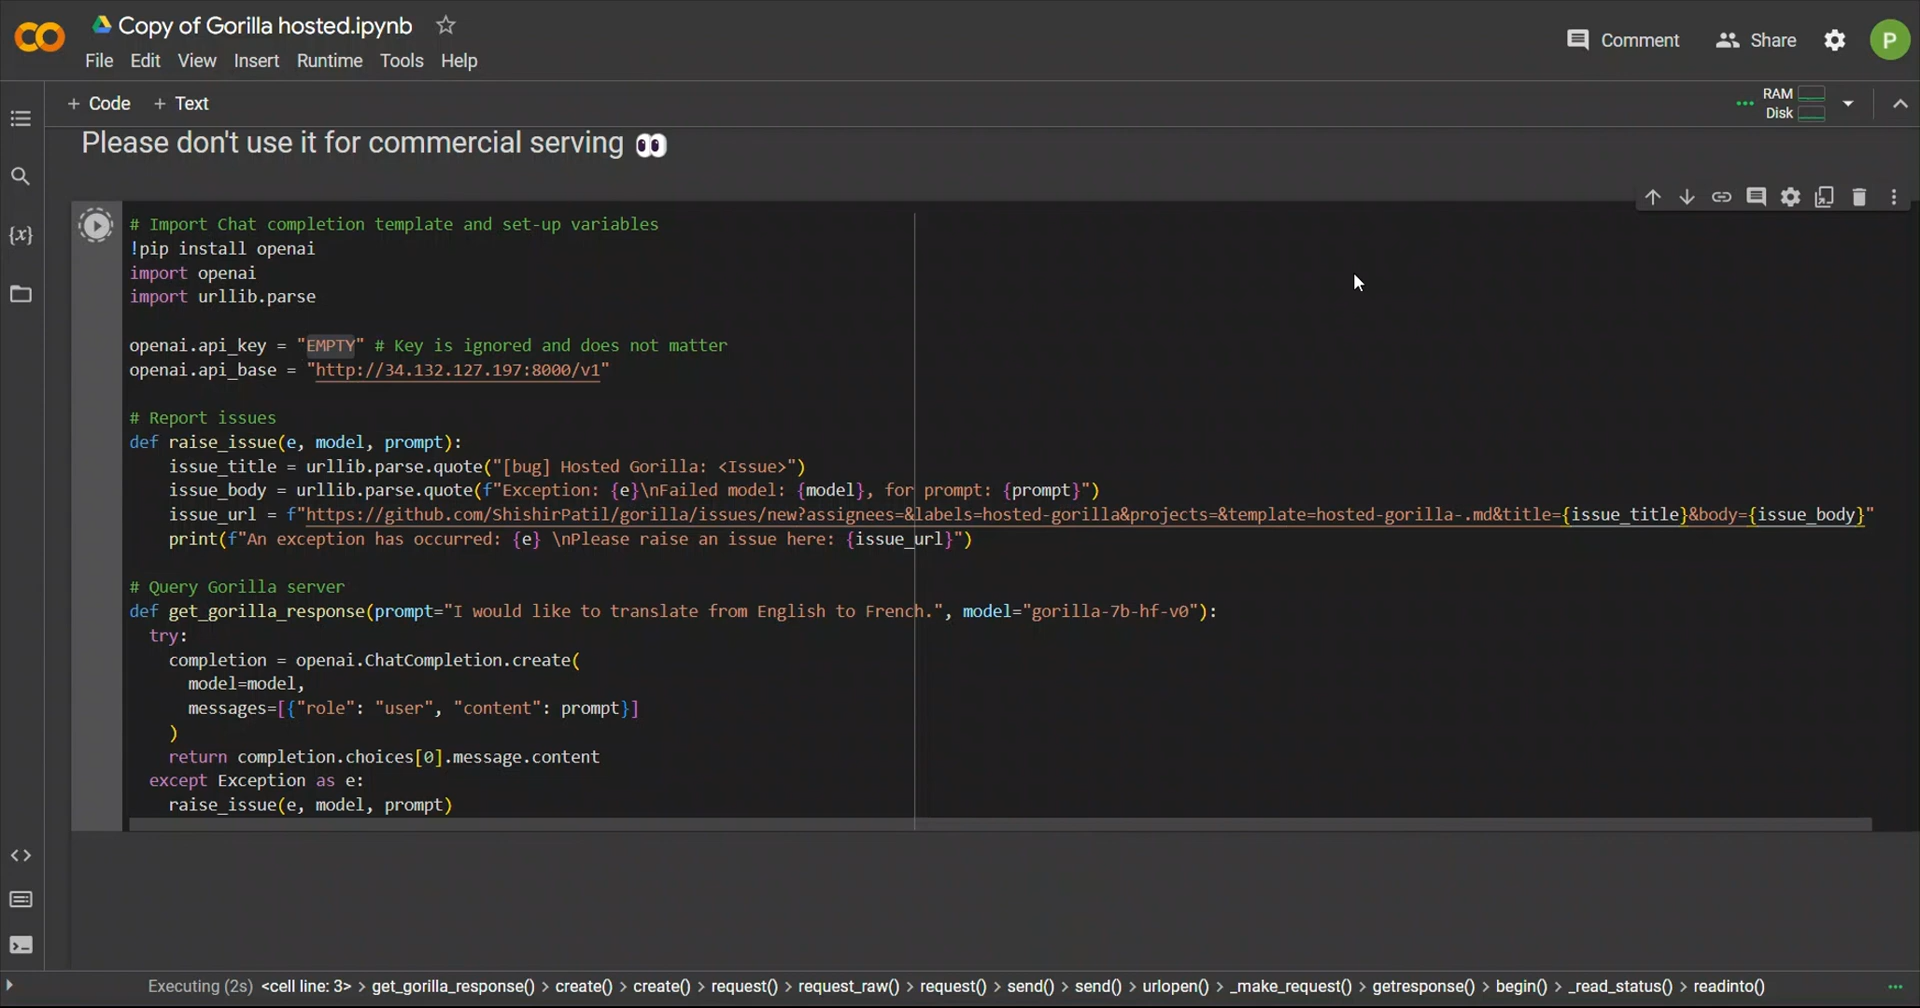 Copy of Gorilla hosted.ipynb
File Edit View Insert Runtime Tools Help
Comment Share P
+ Code + Text
RAM
Disk
Please don't use it for commercial serving 👀
# Import Chat completion template and set-up variables
!pip install openai
import openai
import urllib.parse
openai.api_key = "EMPTY" # Key is ignored and does not matter
openai.api_base = "http://34.132.127.197:8000/v1"
# Report issues
def raise_issue(e, model, prompt):
    issue_title = urllib.parse.quote("[bug] Hosted Gorilla: <Issue>")
    issue_body = urllib.parse.quote(f"Exception: {e}\nFailed model: {model}, for prompt: {prompt}")
    issue_url = f"https://github.com/ShishirPatil/gorilla/issues/new?assignees=&labels=hosted-gorilla&projects=&template=hosted-gorilla-.md&title={issue_title}&body={issue_body}"
    print(f"An exception has occurred: {e} \nPlease raise an issue here: {issue_url}")
# Query Gorilla server
def get_gorilla_response(prompt="I would like to translate from English to French.", model="gorilla-7b-hf-v0"):
  try:
    completion = openai.ChatCompletion.create(
      model=model,
      messages=[{"role": "user", "content": prompt}]
    )
    return completion.choices[0].message.content
  except Exception as e:
    raise_issue(e, model, prompt)
Executing (2s) <cell line: 3> > get_gorilla_response() > create() > create() > request() > request_raw() > request() > send() > send() > urlopen() > _make_request() > getresponse() > begin() > _read_status() > readinto()